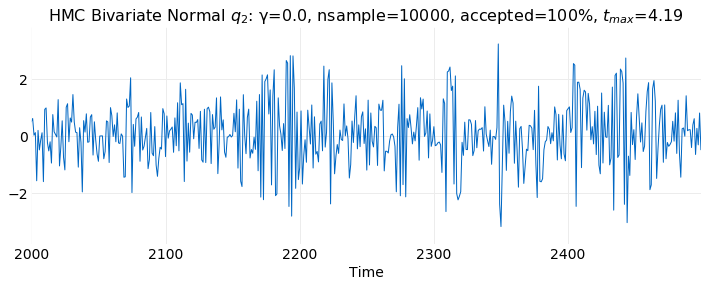 HMC Bivariate Normal q₂: γ=0.0, nsample=10000, accepted=100%, tₘₐₓ=4.19
2
0
−2
2000 2100 2200 2300 2400
Time